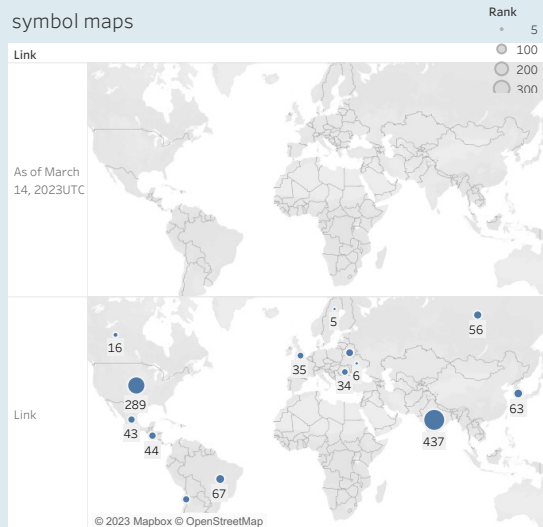 symbol maps
Rank
5
100
200
300
Link
As of March
14, 2023UTC
Link
5
16
56
35
6
34
289
63
43
437
44
67
© 2023 Mapbox © OpenStreetMap